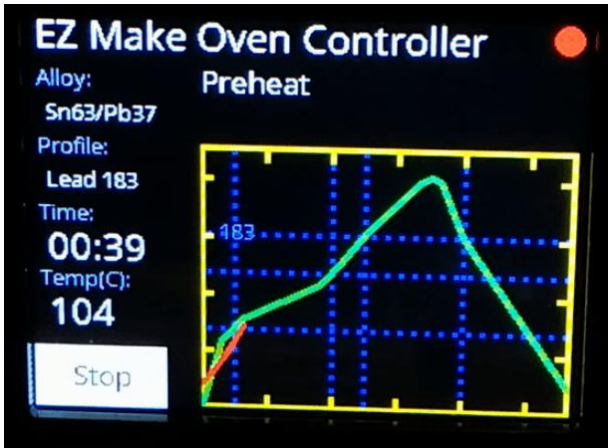 EZ Make Oven Controller
Alloy:
Sn63/Pb37
Profile:
Lead 183
Time:
00:39
Temp(C):
104
Stop
Preheat
183